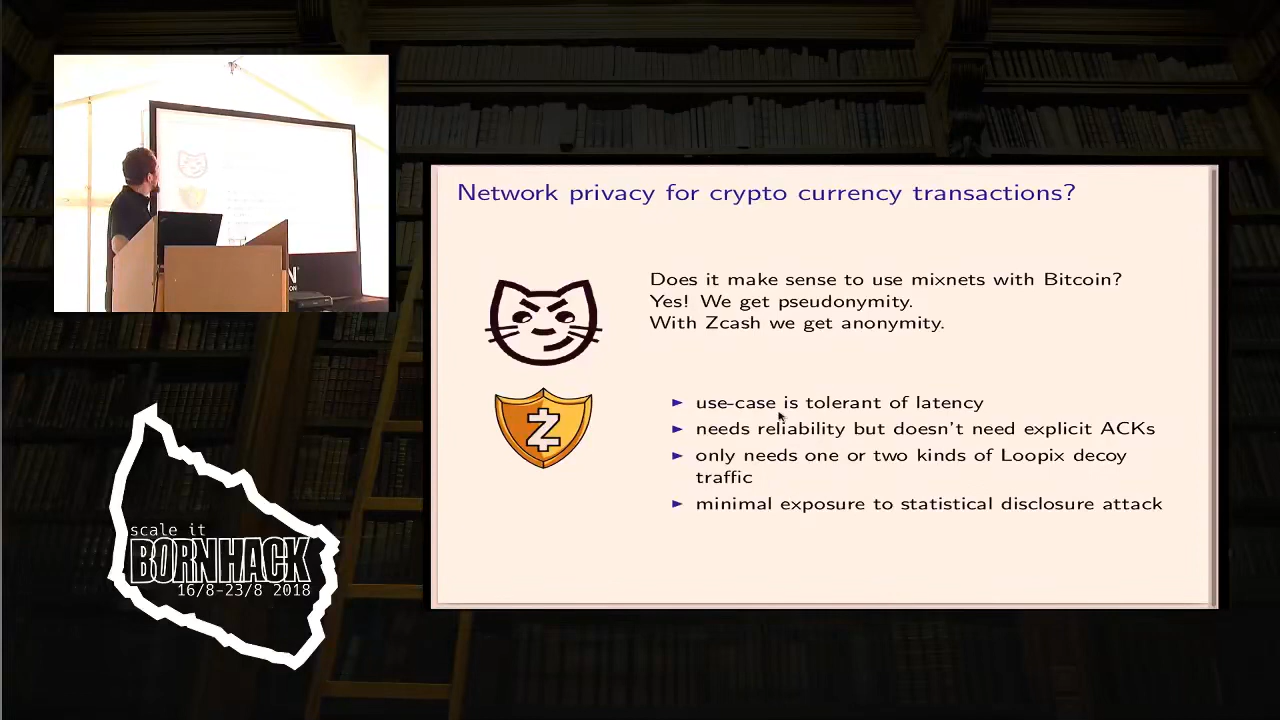 Network privacy for crypto currency transactions?
Does it make sense to use mixnets with Bitcoin?
Yes! We get pseudonymity.
With Zcash we get anonymity.
► use-case is tolerant of latency
► needs reliability but doesn't need explicit ACKs
► only needs one or two kinds of Loopix decoy
traffic
► minimal exposure to statistical disclosure attack
scale it
BORNHACK
16/8-23/8 2018